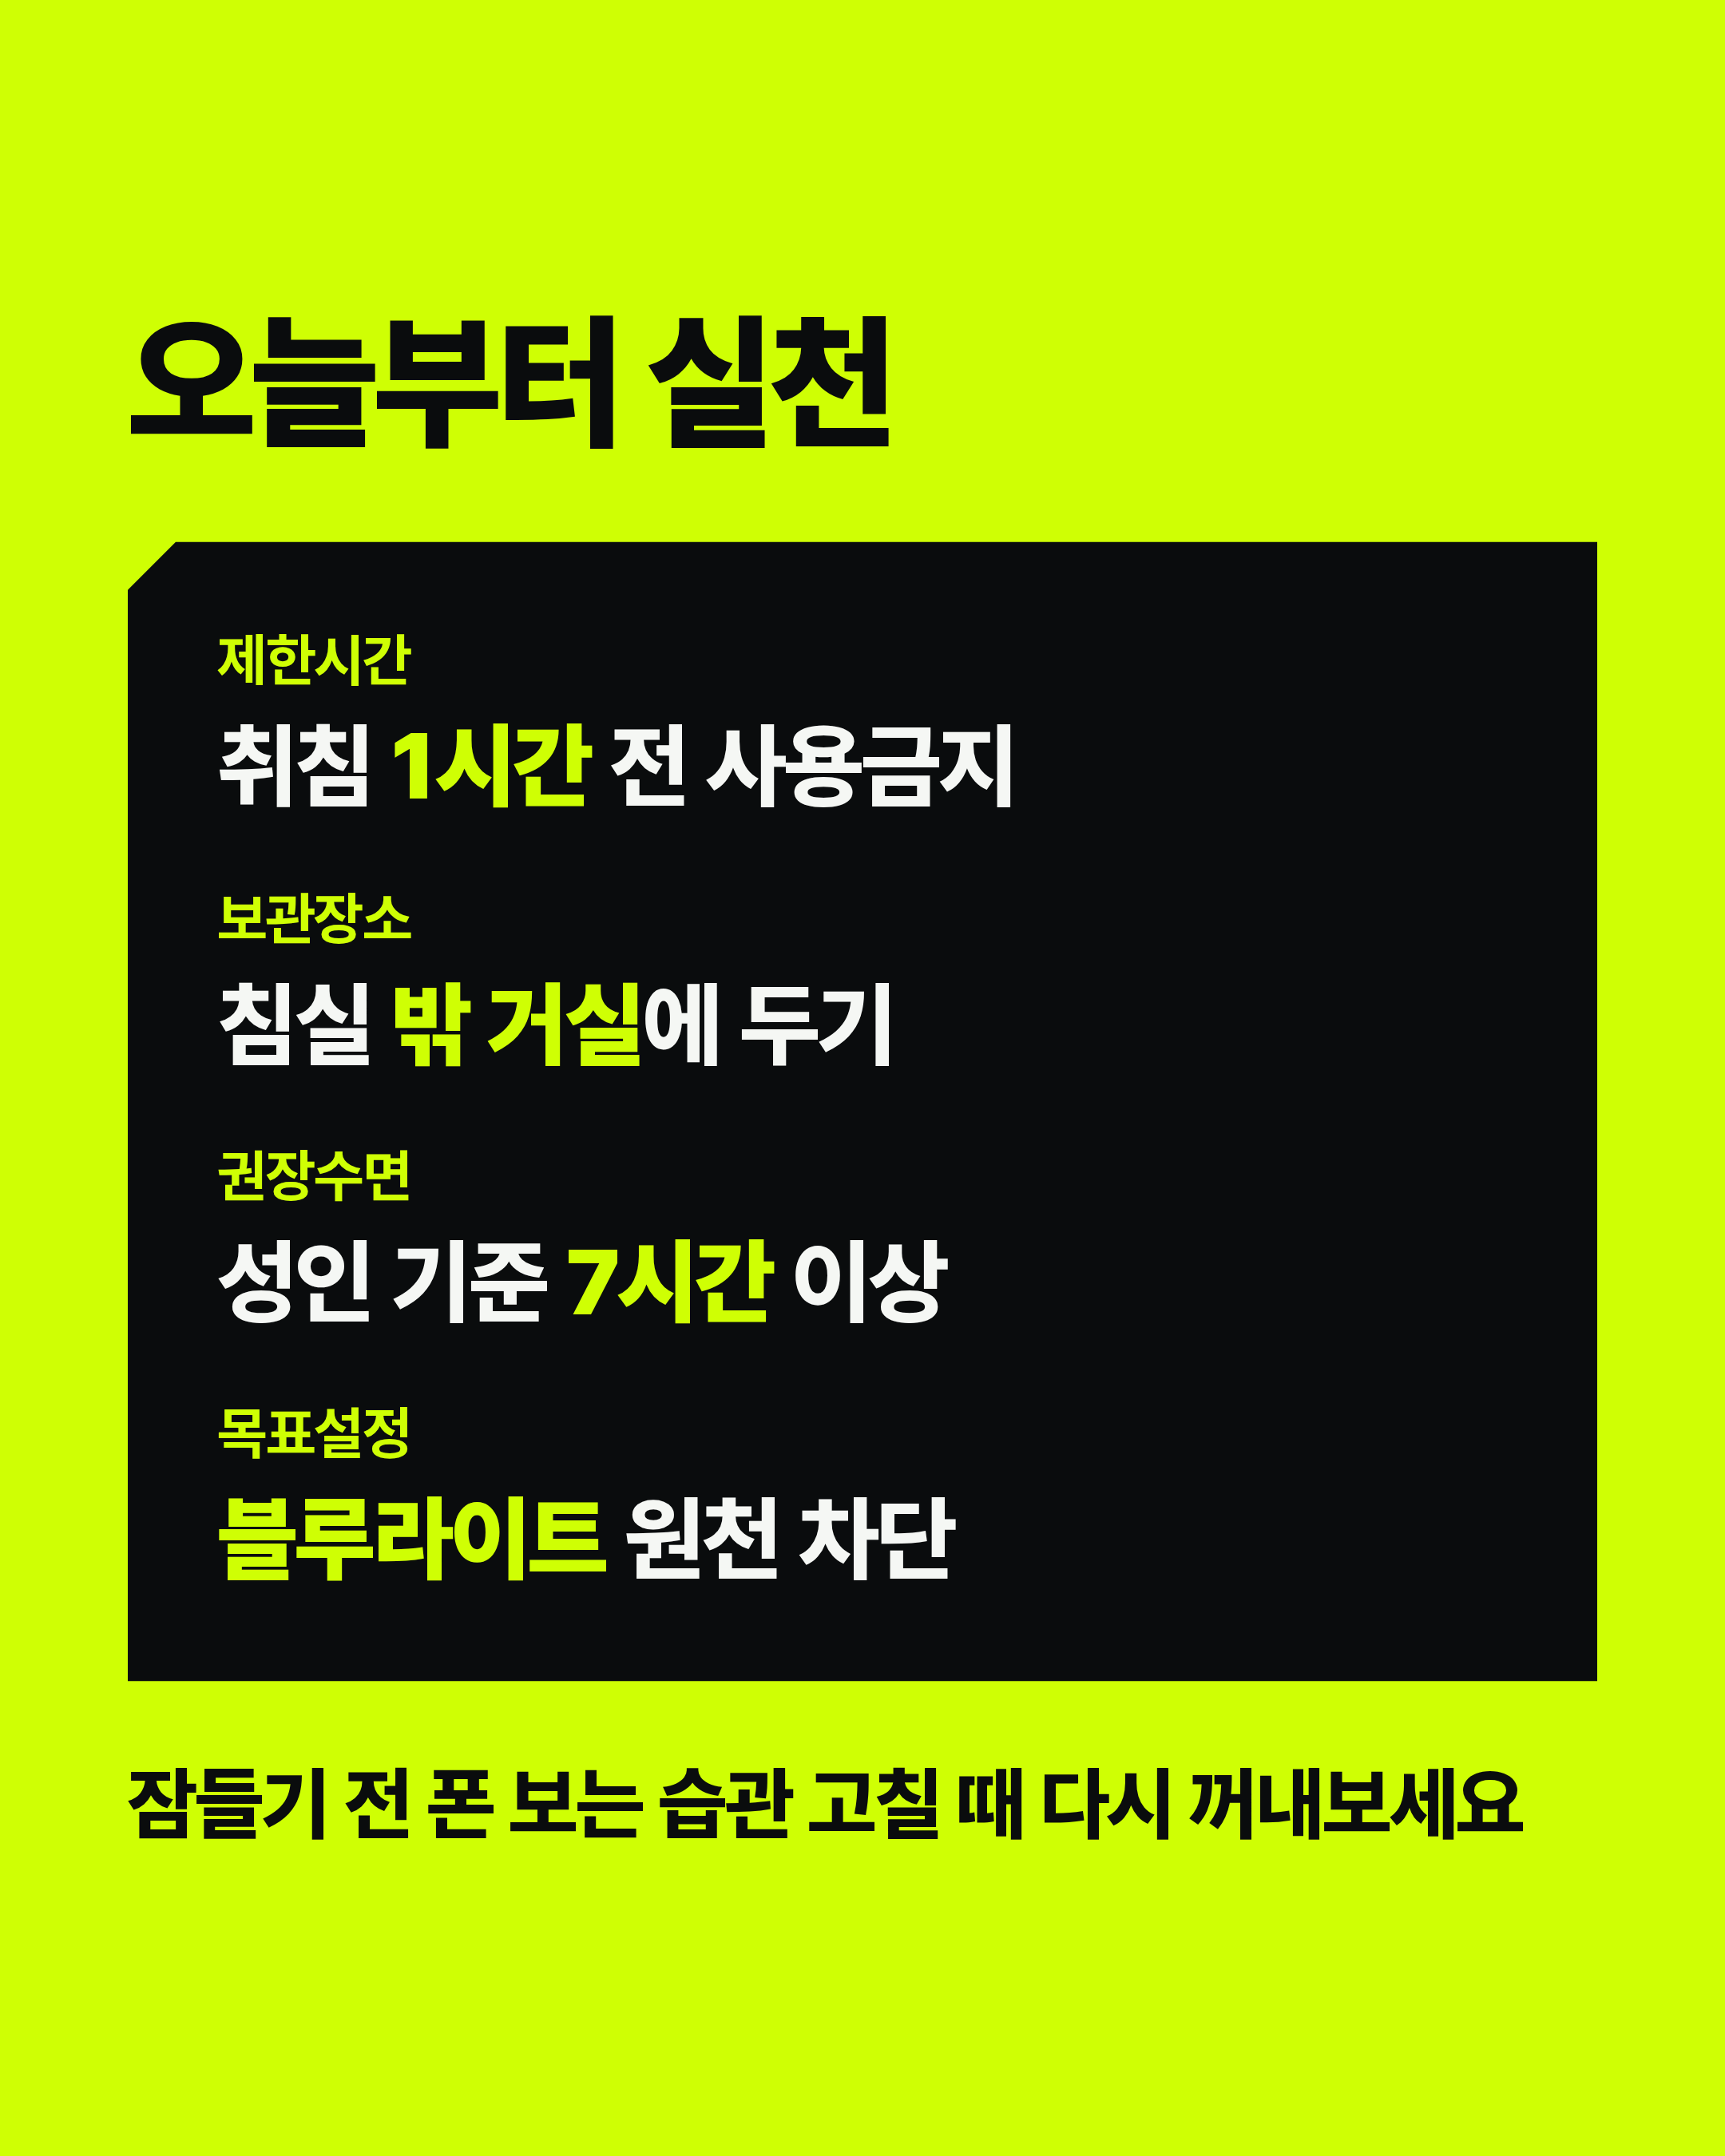 오늘부터 실천
제한시간
취침 1시간 전 사용금지
보관장소
침실 밖 거실에 두기
권장수면
성인 기준 7시간 이상
목표설정
블루라이트 원천 차단
잠들기 전 폰 보는 습관 고칠 때 다시 꺼내보세요